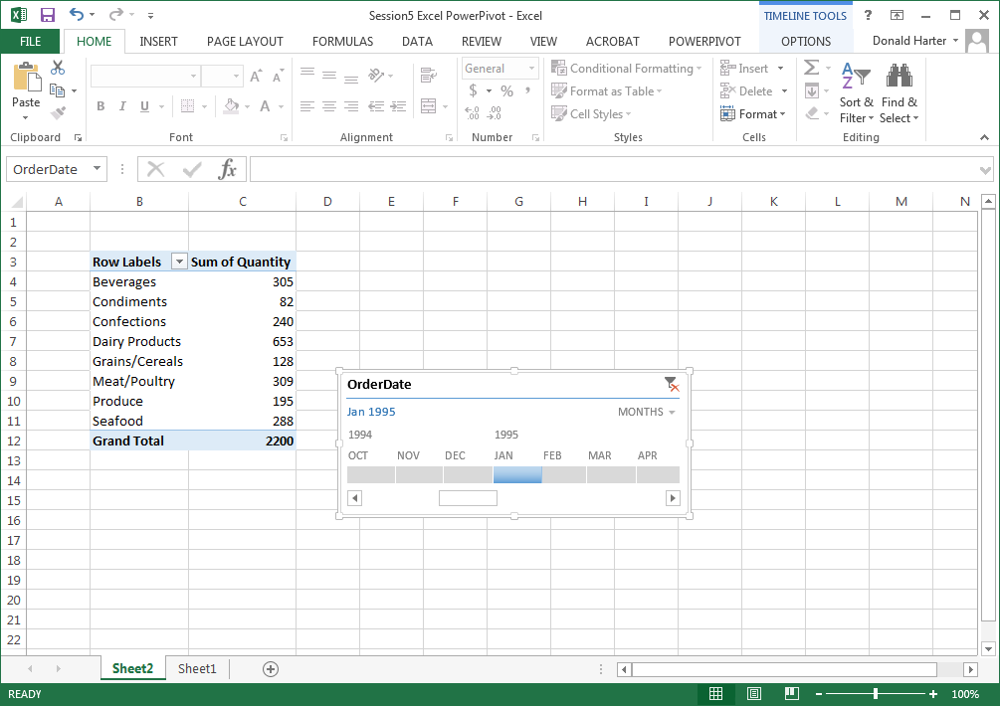 Session5 Excel PowerPivot - Excel
TIMELINE TOOLS
?
FILE HOME INSERT PAGE LAYOUT FORMULAS DATA REVIEW VIEW ACROBAT POWERPIVOT OPTIONS Donald Harter
General
Conditional Formatting
Insert
Paste
B I U A
$ % ,
Format as Table
Delete
Sort & Find &
Cell Styles
Format
Filter Select
Clipboard Font Alignment Number Styles Cells Editing
OrderDate fx
A B C D E F G H I J K L M N
1
2
3 Row Labels Sum of Quantity
4 Beverages 305
5 Condiments 82
6 Confections 240
7 Dairy Products 653
8 Grains/Cereals 128
9 Meat/Poultry 309
10 Produce 195
11 Seafood 288
12 Grand Total 2200
13
14
15
16
17
18
19
20
21
22
OrderDate
Jan 1995 MONTHS
1994 1995
OCT NOV DEC JAN FEB MAR APR
Sheet2 Sheet1
READY 100%